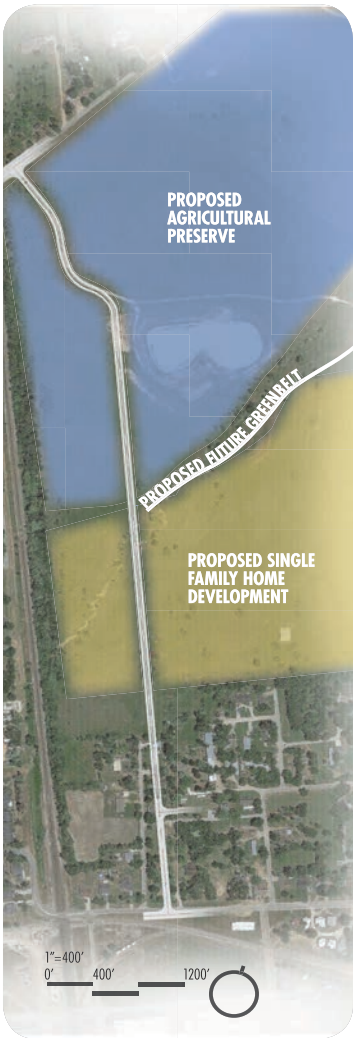 PROPOSED
AGRICULTURAL
PRESERVE
PROPOSED FUTURE GREENBELT
PROPOSED SINGLE
FAMILY HOME
DEVELOPMENT
1"=400'
0' 400' 1200'